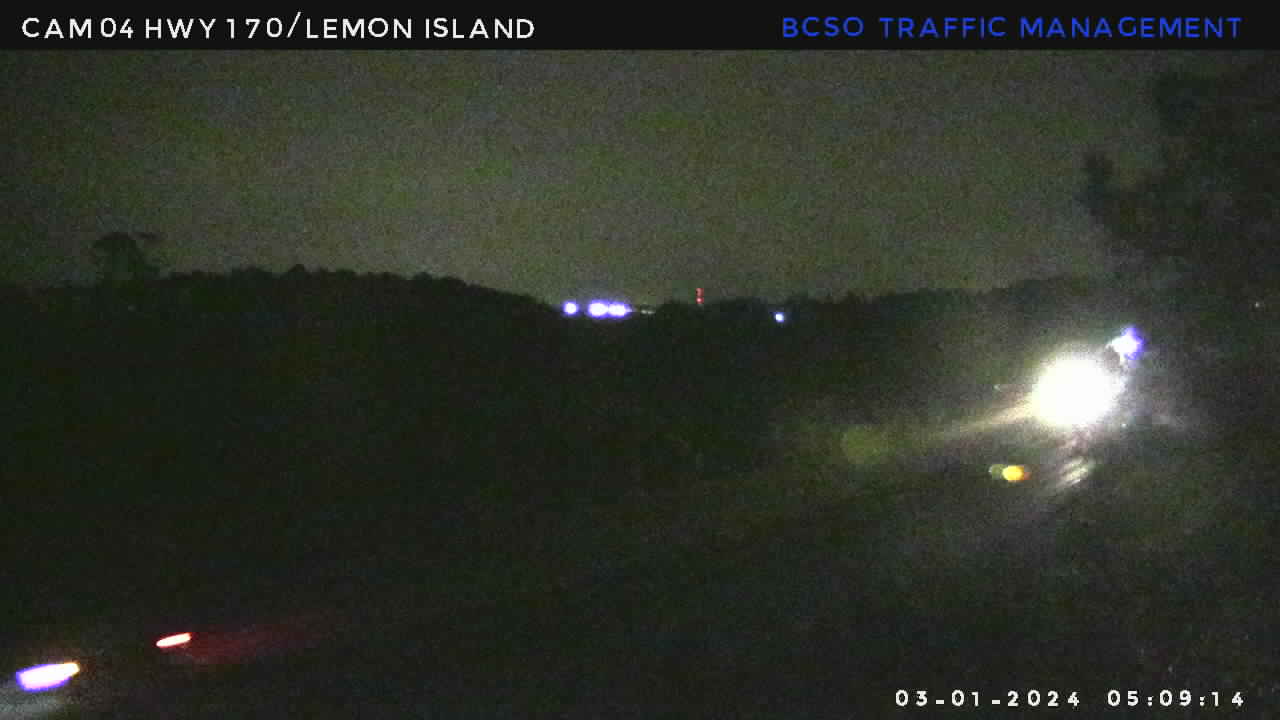 CAM04 HWY 170/LEMON ISLAND
BCSO TRAFFIC MANAGEMENT
03-01-2024 05:09:14